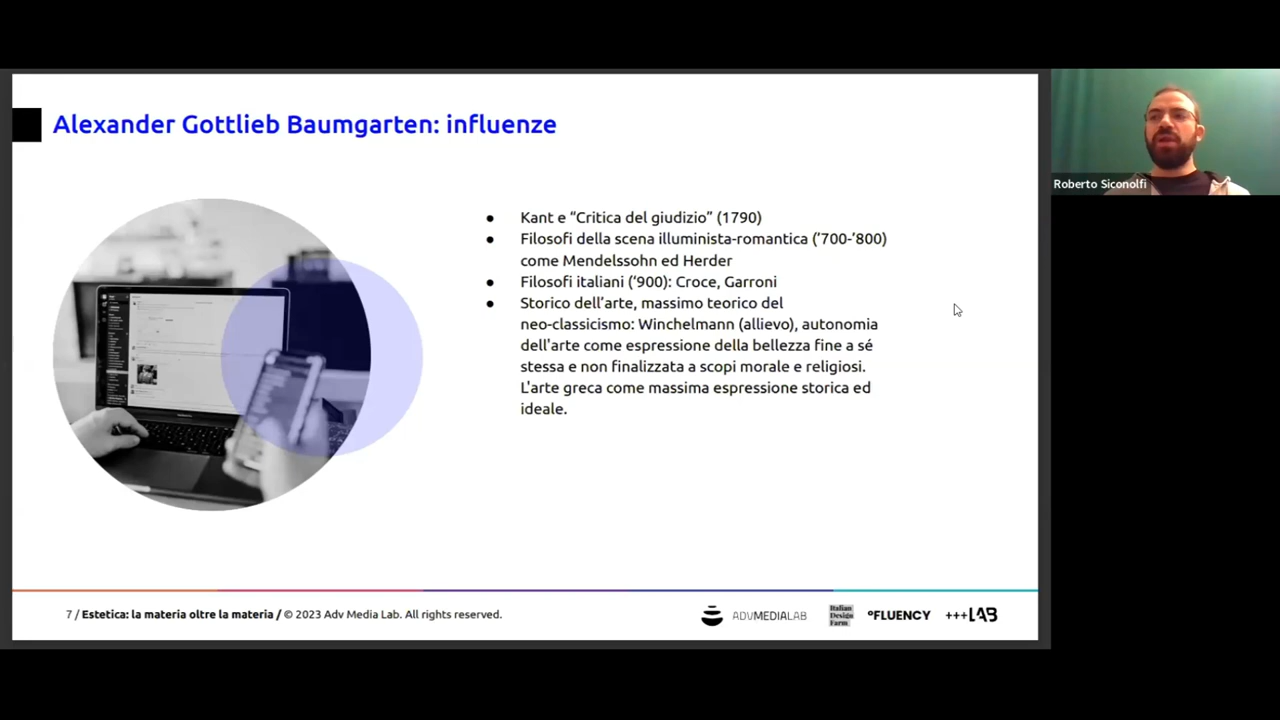 Alexander Gottlieb Baumgarten: influenze
● Kant e “Critica del giudizio” (1790)
● Filosofi della scena illuminista-romantica (’700-’800)
come Mendelssohn ed Herder
● Filosofi italiani (‘900): Croce, Garroni
● Storico dell’arte, massimo teorico del
neo-classicismo: Winchelmann (allievo), autonomia
dell'arte come espressione della bellezza fine a sé
stessa e non finalizzata a scopi morale e religiosi.
L'arte greca come massima espressione storica ed
ideale.
Roberto Siconolfi
7 / Estetica: la materia oltre la materia / © 2023 Adv Media Lab. All rights reserved.
ADVMEDIALAB
Italian
Design
Farm
°FLUENCY
+++LAB